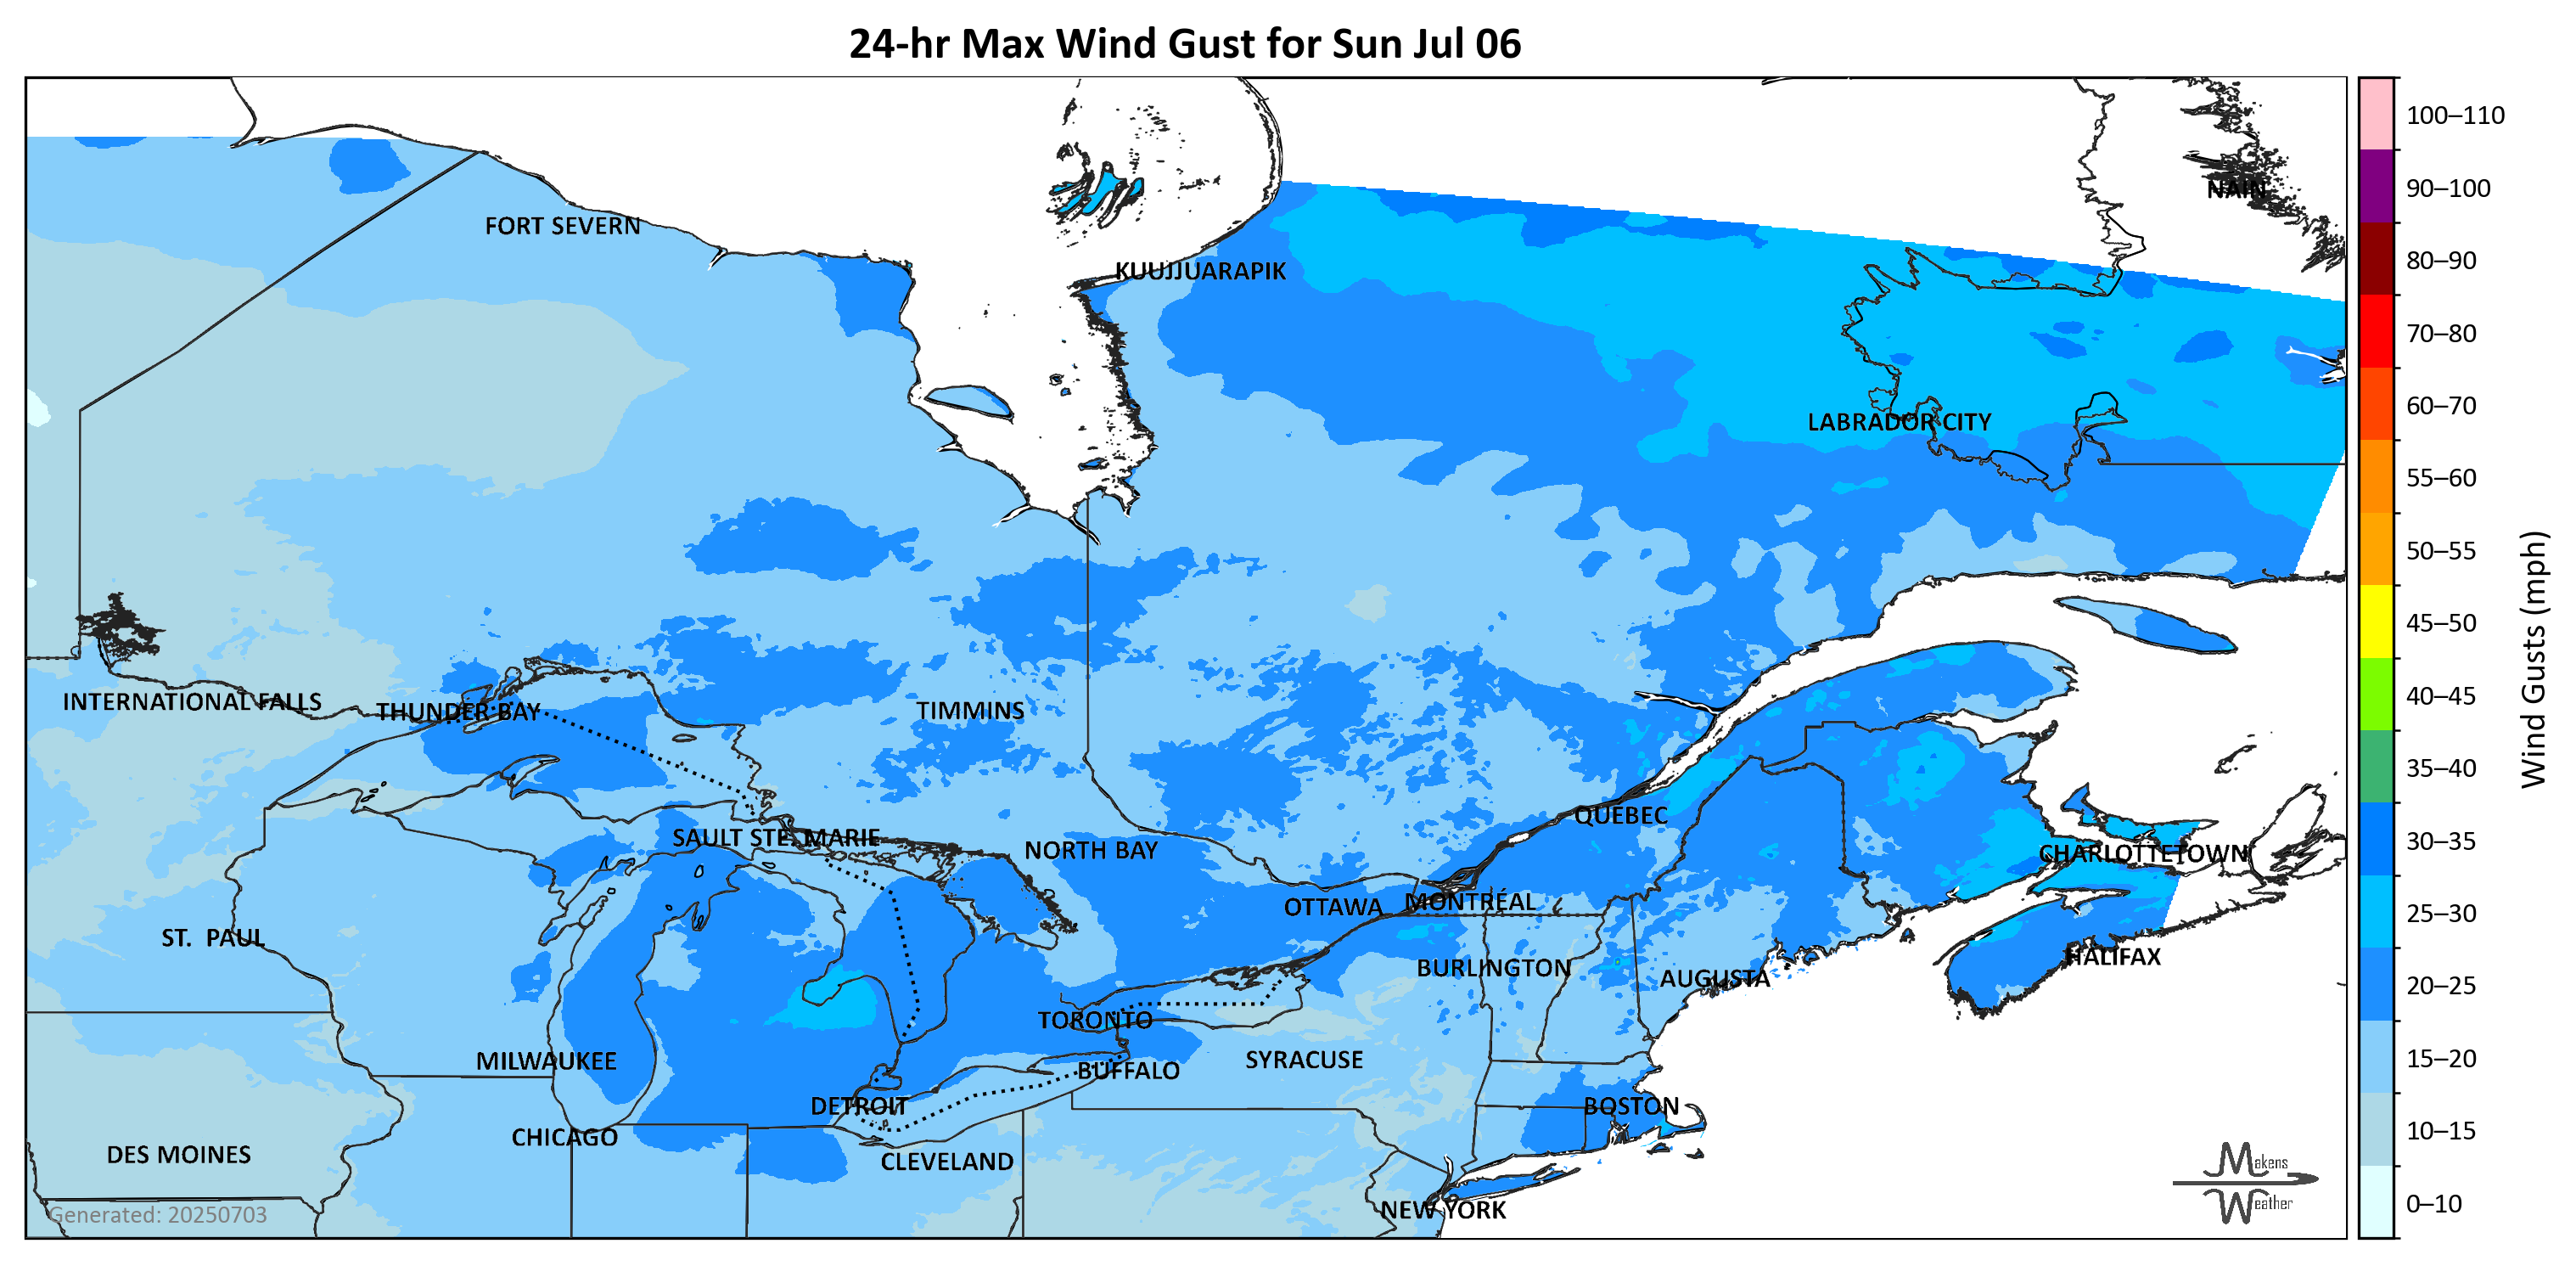 24-hr Max Wind Gust for Sun Jul 06
100–110
NAIN
90–100
FORT SEVERN
80–90
KUUJJUARAPIK
70–80
60–70
LABRADOR CITY
55–60
50–55
45–50
Wind Gusts (mph)
INTERNATIONAL FALLS
THUNDER BAY
TIMMINS
40–45
35–40
QUEBEC
SAULT STE. MARIE
NORTH BAY
CHARLOTTETOWN
30–35
OTTAWA
MONTRÉAL
25–30
ST. PAUL
BURLINGTON
AUGUSTA
HALIFAX
20–25
TORONTO
MILWAUKEE
BUFFALO
SYRACUSE
15–20
DETROIT
BOSTON
CHICAGO
10–15
DES MOINES
CLEVELAND
Makens
Weather
NEW YORK
0–10
Generated: 20250703